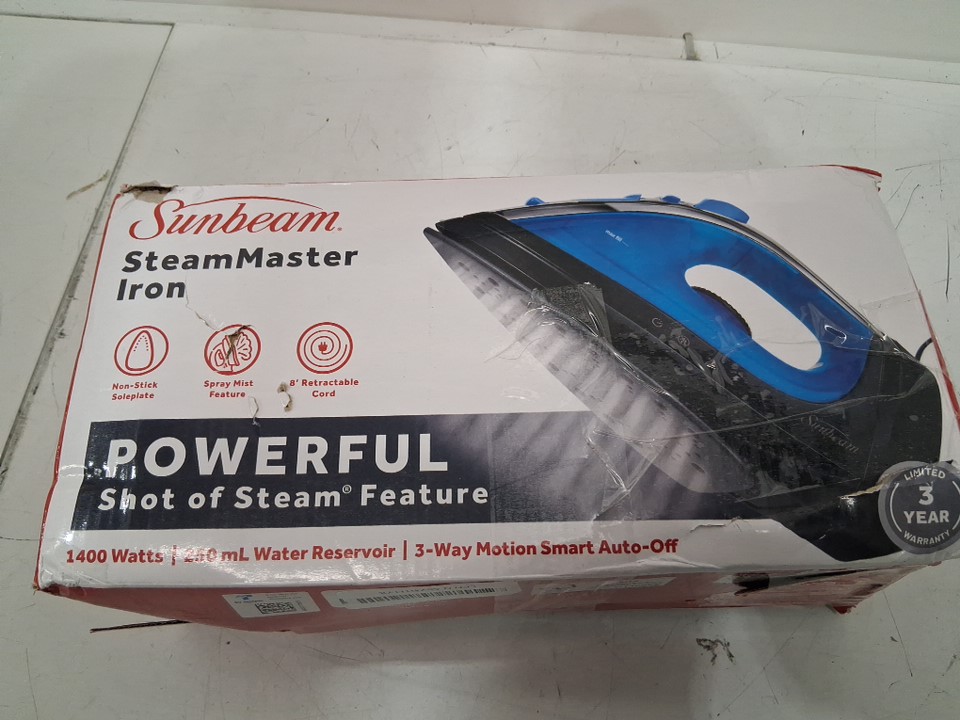 Sunbeam®
SteamMaster
Iron
Non-Stick
Soleplate
Spray Mist
Feature
8' Retractable
Cord
POWERFUL
Shot of Steam® Feature
1400 Watts | 250 mL Water Reservoir | 3-Way Motion Smart Auto-Off
Sunbeam
LIMITED
3
YEAR
WARRANTY